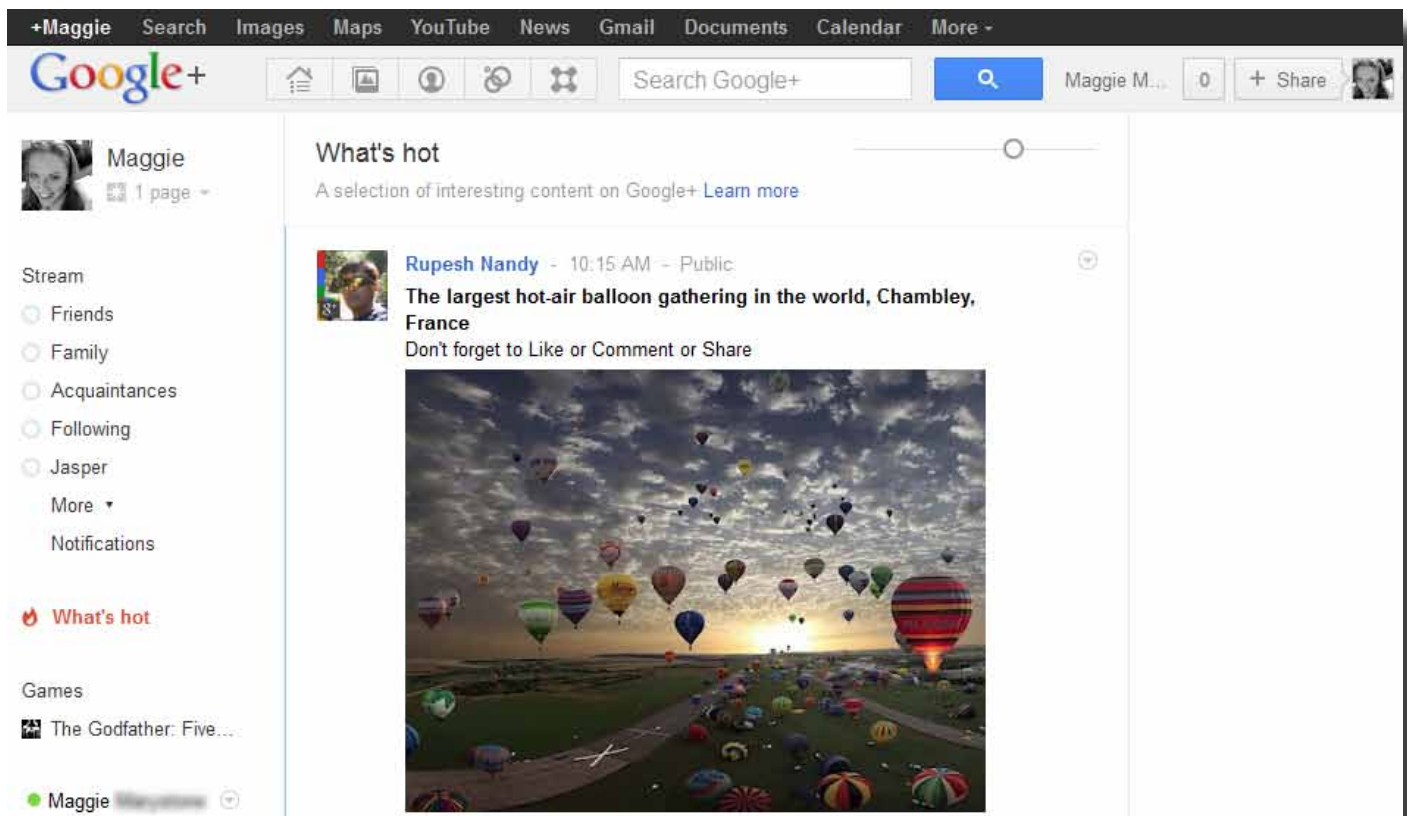 +Maggie Search Images Maps YouTube News Gmail Documents Calendar More
Google+ Search Google+ Maggie M... 0 + Share
Maggie
1 page
What's hot
A selection of interesting content on Google+ Learn more
Stream
Friends
Family
Acquaintances
Following
Jasper
More
Notifications
What's hot
Games
The Godfather: Five...
Maggie
Rupesh Nandy - 10:15 AM - Public
The largest hot-air balloon gathering in the world, Chambley,
France
Don't forget to Like or Comment or Share